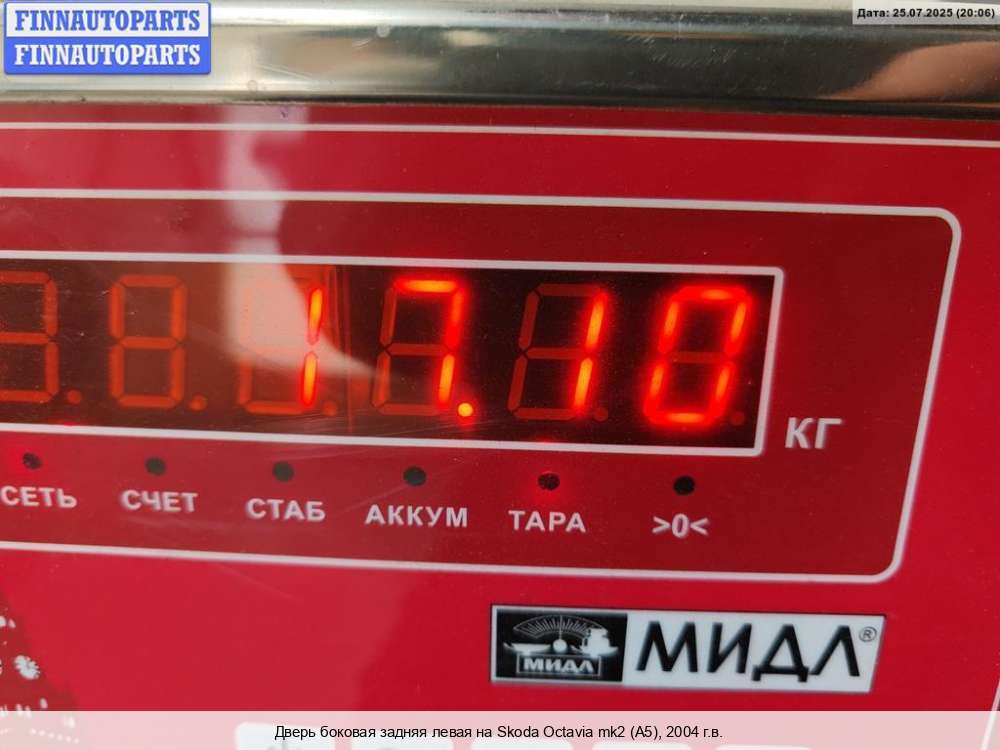 FINNAUTOPARTS
FINNAUTOPARTS
Дата: 25.07.2025 (20:06)
17.10
КГ
СЕТЬ СЧЕТ СТАБ АККУМ ТАРА >0<
МИДЛ МИДЛ®
Дверь боковая задняя левая на Skoda Octavia mk2 (A5), 2004 г.в.